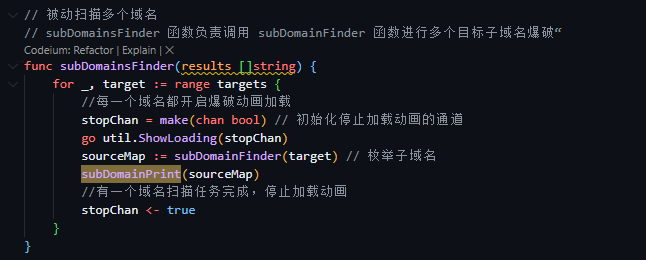 // 被动扫描多个域名
// subDomainsFinder 函数负责调用 subDomainFinder 函数进行多个目标子域名爆破“
Codeium: Refactor | Explain | ×
func subDomainsFinder(results []string) {
    for _, target := range targets {
        //每一个域名都开启爆破动画加载
        stopChan = make(chan bool) // 初始化停止加载动画的通道
        go util.ShowLoading(stopChan)
        sourceMap := subDomainFinder(target) // 枚举子域名
        subDomainPrint(sourceMap)
        //有一个域名扫描任务完成，停止加载动画
        stopChan <- true
    }
}